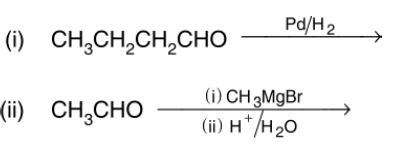 (i) CH₃CH₂CH₂CHO Pd/H₂
(ii) CH₃CHO (i) CH₃MgBr
(ii) H⁺/H₂O